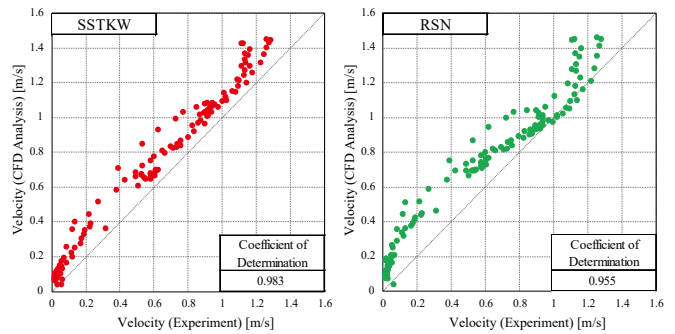 SSTKW
1.6
1.4
1.2
1
0.8
0.6
0.4
0.2
0
Velocity (CFD Analysis) [m/s]
Coefficient of
Determination
0.983
0 0.2 0.4 0.6 0.8 1 1.2 1.4 1.6
Velocity (Experiment) [m/s]
RSN
1.6
1.4
1.2
1
0.8
0.6
0.4
0.2
0
Velocity (CFD Analysis) [m/s]
Coefficient of
Determination
0.955
0 0.2 0.4 0.6 0.8 1 1.2 1.4 1.6
Velocity (Experiment) [m/s]